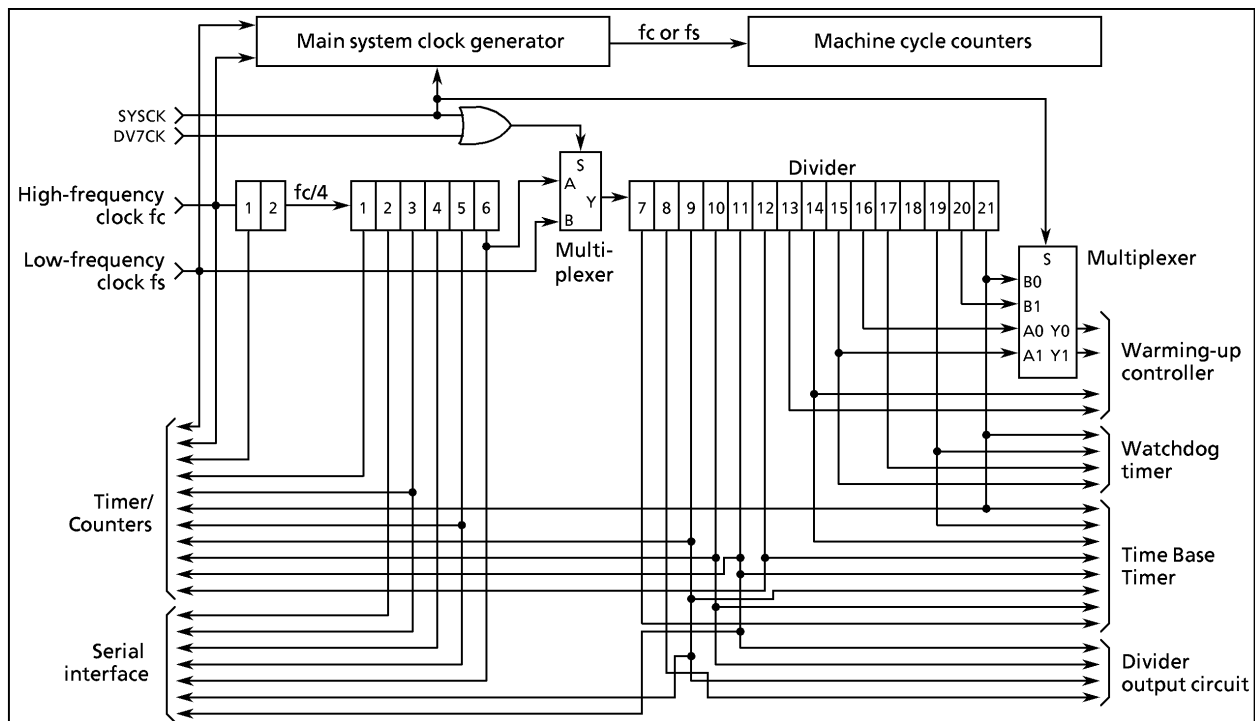 Main system clock generator
fc or fs
Machine cycle counters
SYSCK
DV7CK
S
A
B
Y
Multi-
plexer
High-frequency
clock fc
1 2
fc/4
1 2 3 4 5 6
Divider
7 8 9 10 11 12 13 14 15 16 17 18 19 20 21
Low-frequency
clock fs
S
B0
B1
A0 Y0
A1 Y1
Multiplexer
Warming-up
controller
Watchdog
timer
Timer/
Counters
Time Base
Timer
Serial
interface
Divider
output circuit